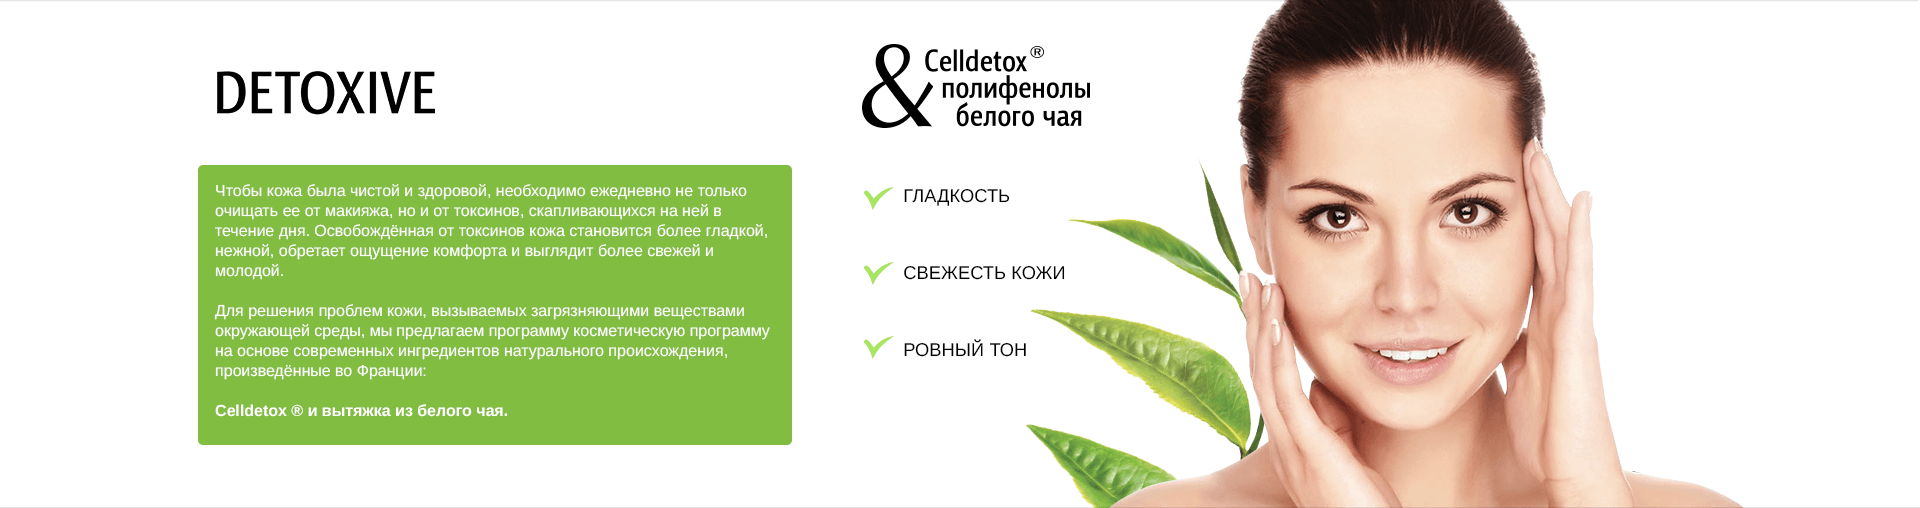 DETOXIVE
Чтобы кожа была чистой и здоровой, необходимо ежедневно не только
очищать ее от макияжа, но и от токсинов, скапливающихся на ней в
течение дня. Освобождённая от токсинов кожа становится более гладкой,
нежной, обретает ощущение комфорта и выглядит более свежей и
молодой.
Для решения проблем кожи, вызываемых загрязняющими веществами
окружающей среды, мы предлагаем программу косметическую программу
на основе современных ингредиентов натурального происхождения,
произведённые во Франции:
Celldetox ® и вытяжка из белого чая.
& Celldetox ®
полифенолы
белого чая
ГЛАДКОСТЬ
СВЕЖЕСТЬ КОЖИ
РОВНЫЙ ТОН